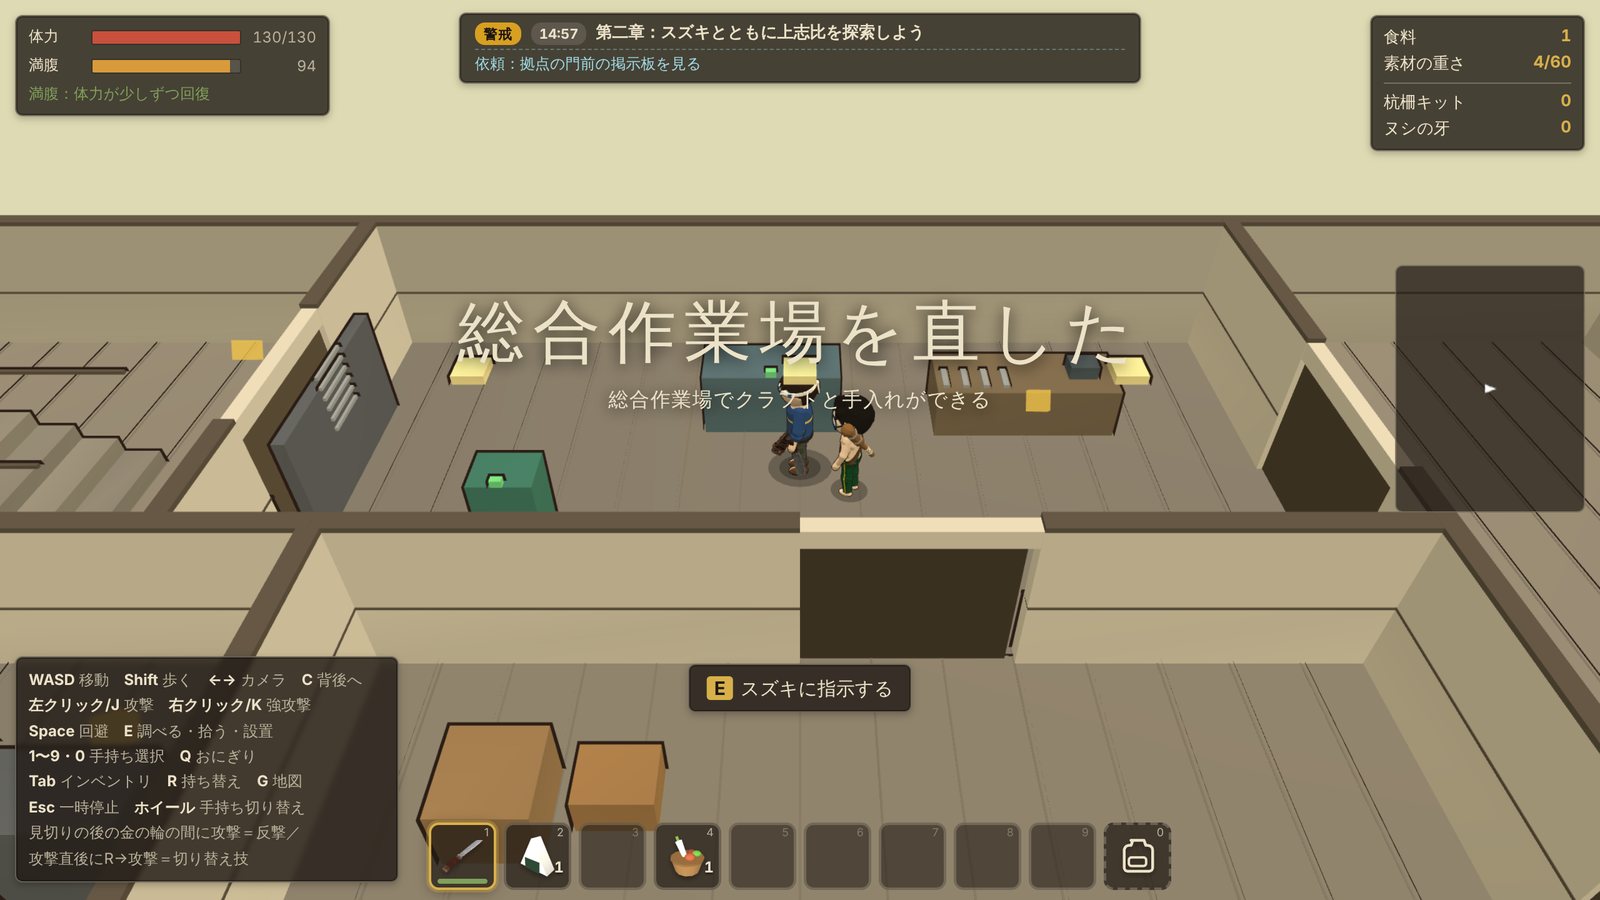 体力 130/130
満腹 94
満腹：体力が少しずつ回復
警戒 14:57 第二章：スズキとともに上志比を探索しよう
依頼：拠点の門前の掲示板を見る
食料 1
素材の重さ 4/60
杭柵キット 0
ヌシの牙 0
総合作業場を直した
総合作業場でクラフトと手入れができる
E スズキに指示する
WASD 移動 Shift 歩く ←→ カメラ C 背後へ
左クリック/J 攻撃 右クリック/K 強攻撃
Space 回避 E 調べる・拾う・設置
1〜9・0 手持ち選択 Q おにぎり
Tab インベントリ R 持ち替え G 地図
Esc 一時停止 ホイール 手持ち切り替え
見切りの後の金の輪の間に攻撃＝反撃／
攻撃直後にR→攻撃＝切り替え技
1 2 3 4 5 6 7 8 9 0
1 1